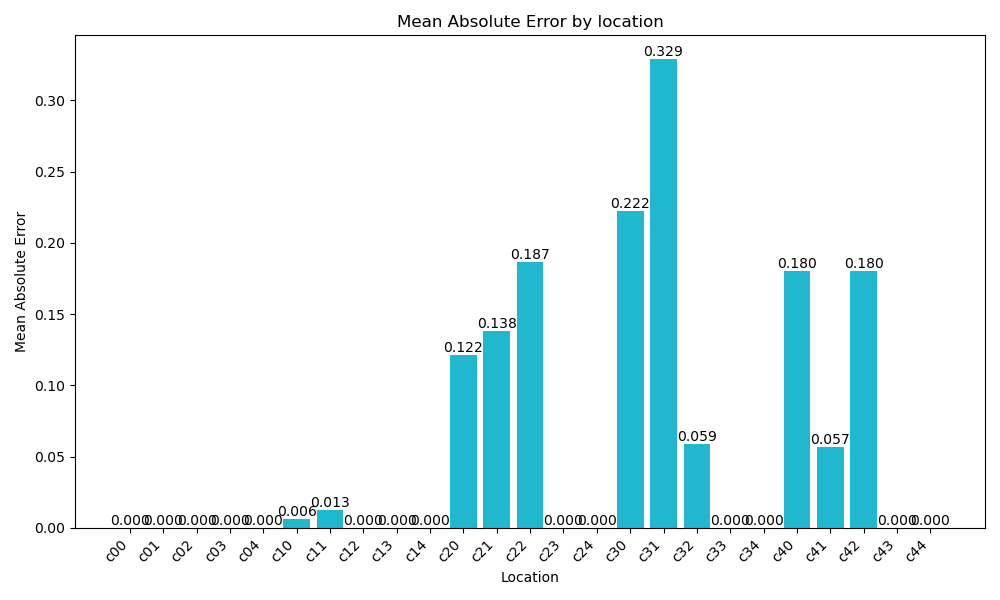 Mean Absolute Error by location
Mean Absolute Error
0.30
0.25
0.20
0.15
0.10
0.05
0.00
0.000
0.000
0.000
0.000
0.000
0.006
0.013
0.000
0.000
0.000
0.122
0.138
0.187
0.000
0.000
0.222
0.329
0.059
0.000
0.000
0.180
0.057
0.180
0.000
0.000
c00
c01
c02
c03
c04
c10
c11
c12
c13
c14
c20
c21
c22
c23
c24
c30
c31
c32
c33
c34
c40
c41
c42
c43
c44
Location